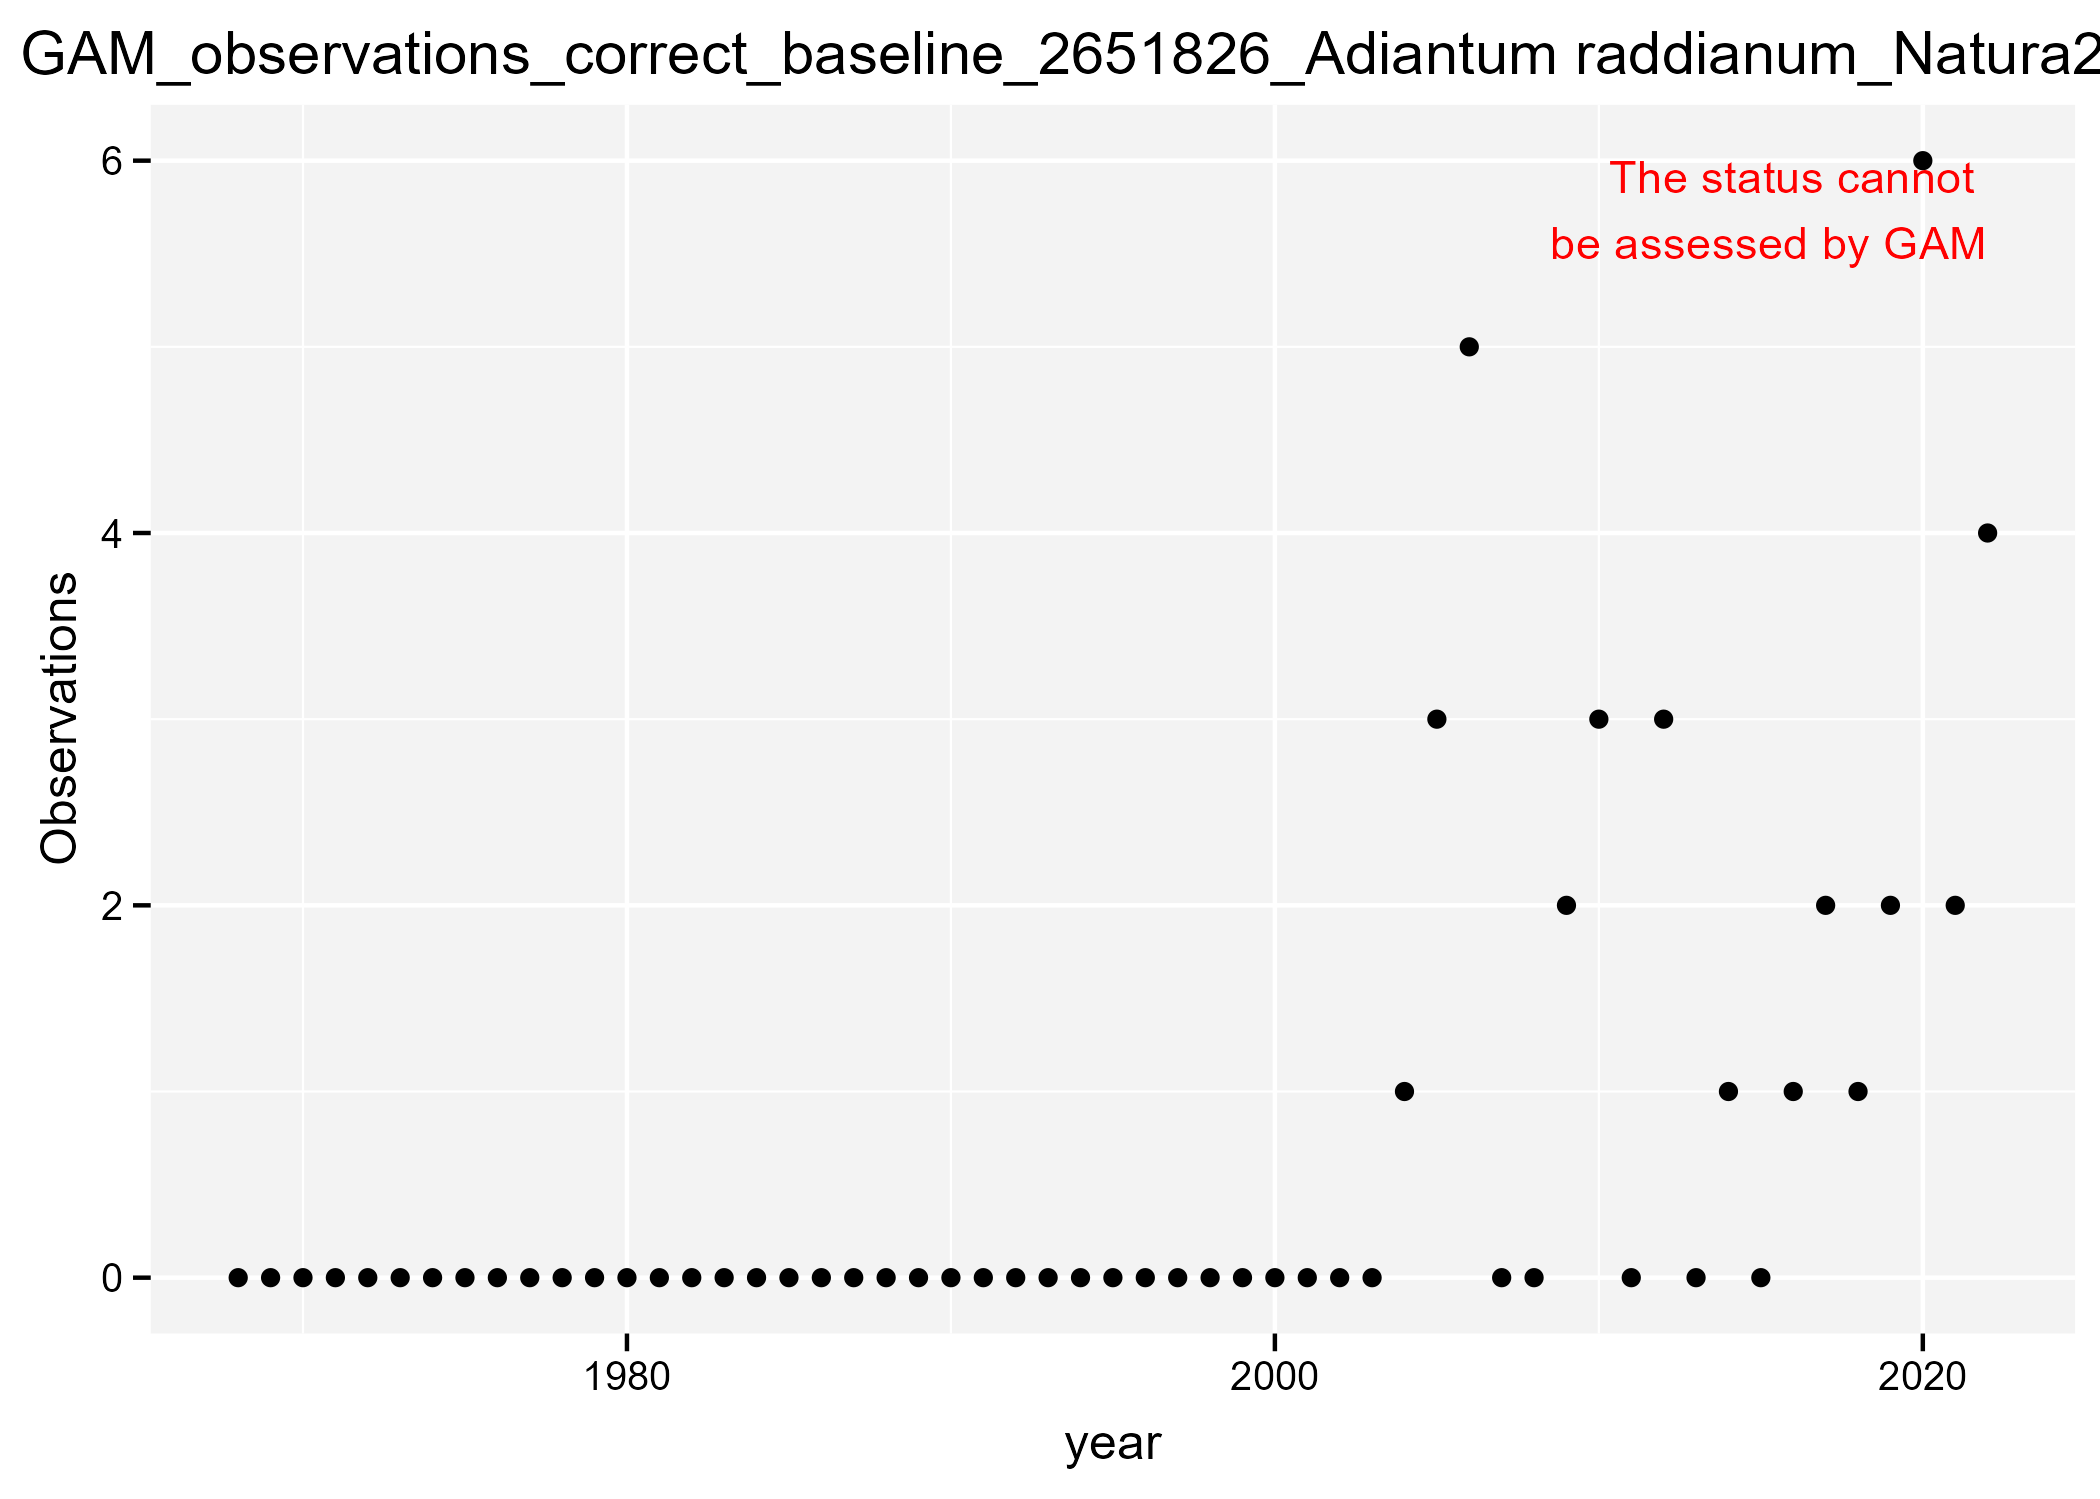 GAM_observations_correct_baseline_2651826_Adiantum raddianum_Natura2
6
The status cannot
be assessed by GAM
4
Observations
2
0
1980
2000
2020
year